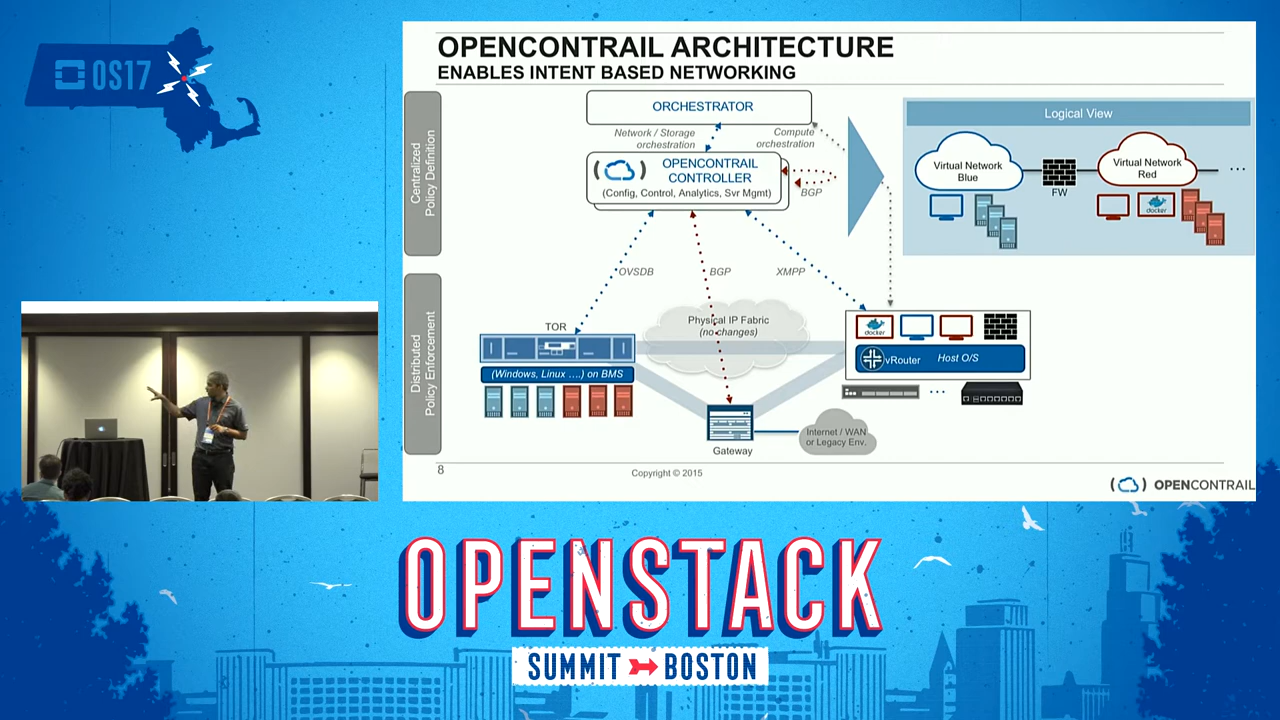 OS17
OPENCONTRAIL ARCHITECTURE
ENABLES INTENT BASED NETWORKING
Centralized
Policy Definition
ORCHESTRATOR
Network / Storage
orchestration
Compute
orchestration
OPENCONTRAIL
CONTROLLER
(Config, Control, Analytics, Svr Mgmt)
BGP
Logical View
Virtual Network
Blue
FW
Virtual Network
Red
...
docker
OVSDB
BGP
XMPP
Distributed
Policy Enforcement
TOR
(Windows, Linux ....) on BMS
Physical IP Fabric
(no changes)
docker
vRouter
Host O/S
...
Gateway
Internet / WAN
or Legacy Env.
8
Copyright © 2015
OPENCONTRAIL
OPENSTACK
SUMMIT BOSTON